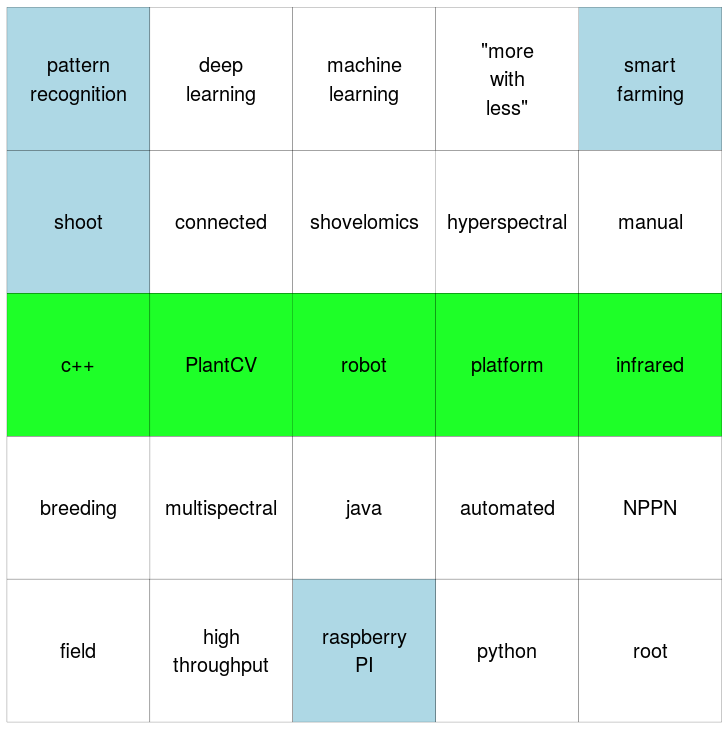 pattern
recognition
deep
learning
machine
learning
"more
with
less"
smart
farming
shoot
connected
shovelomics
hyperspectral
manual
c++
PlantCV
robot
platform
infrared
breeding
multispectral
java
automated
NPPN
field
high
throughput
raspberry
PI
python
root